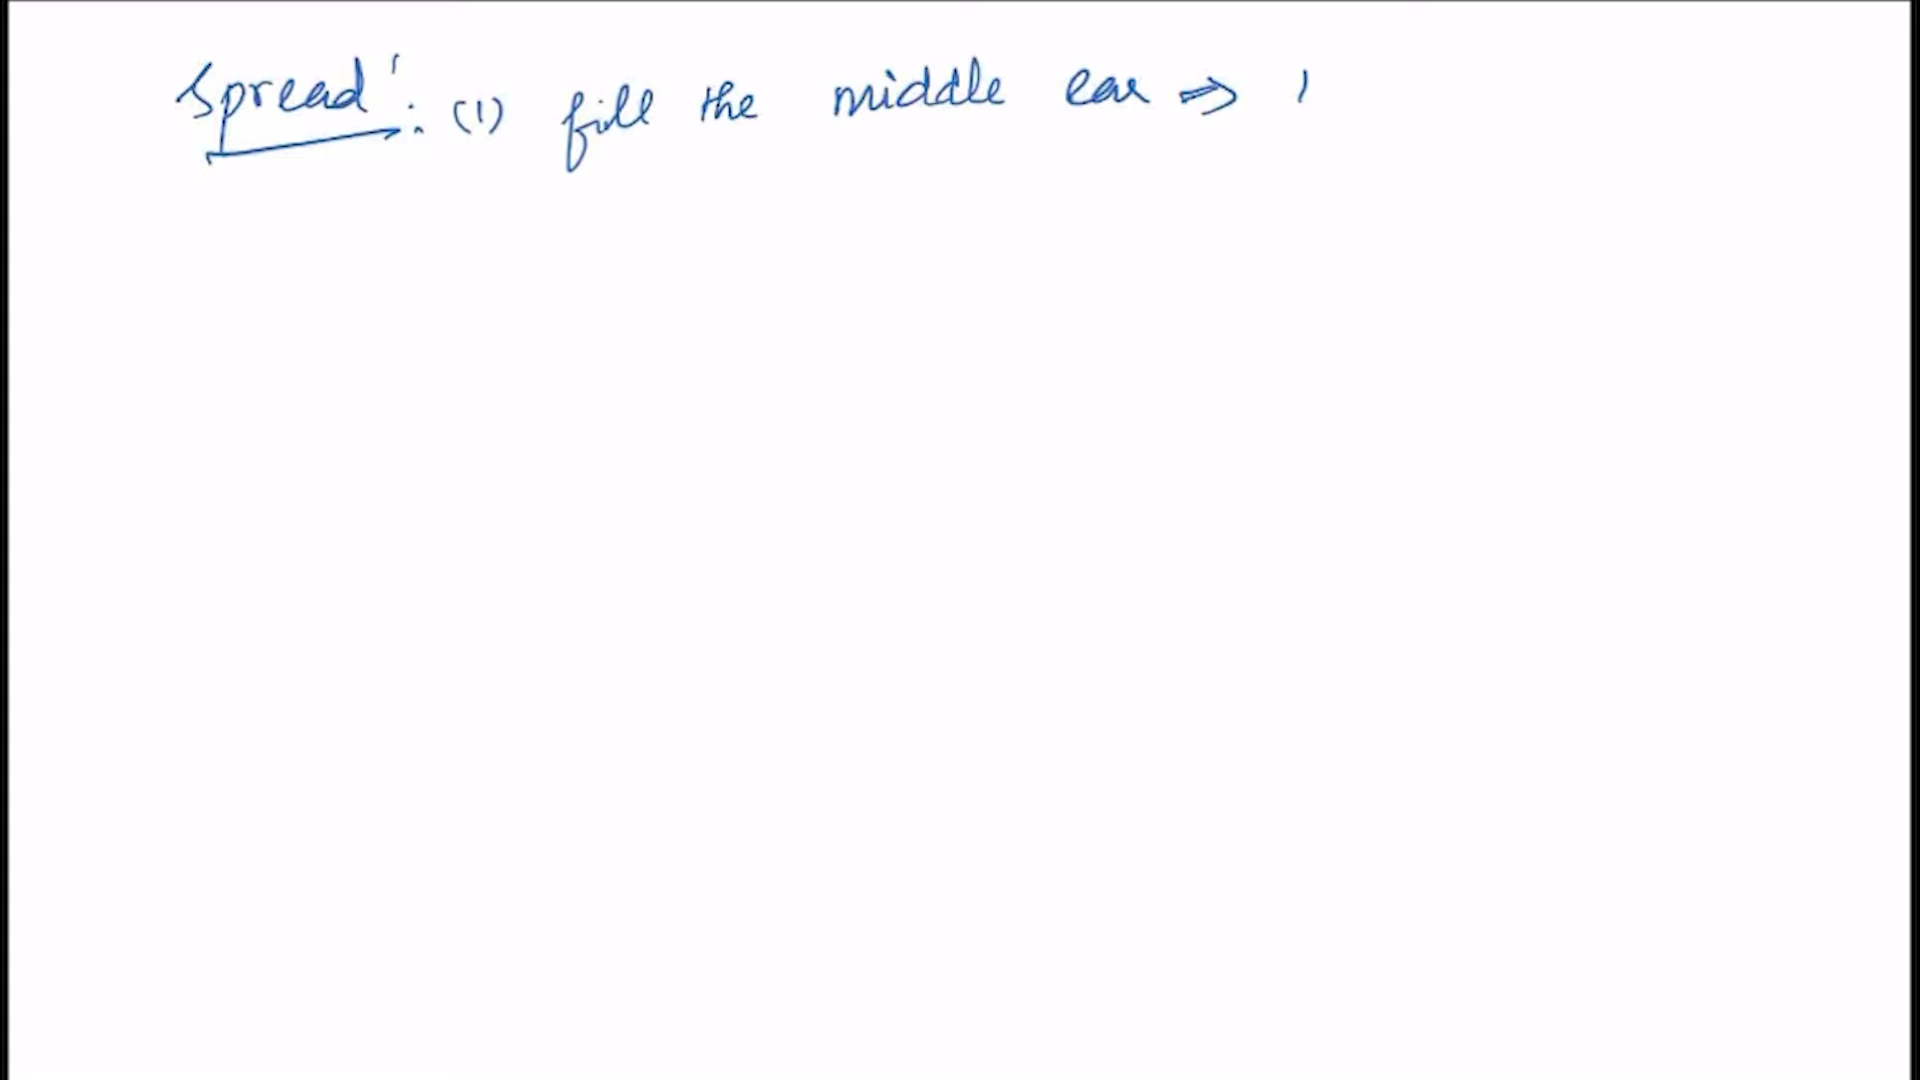 Spread : (1) fill the middle ear ⇒